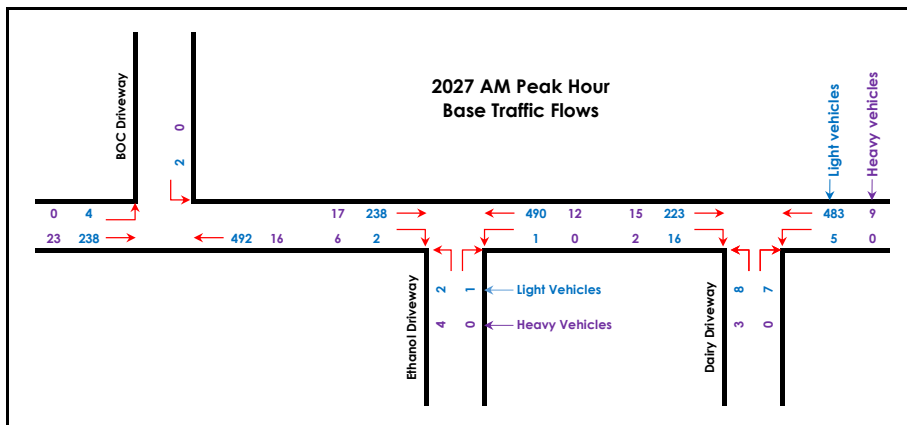 2027 AM Peak Hour
Base Traffic Flows
BOC Driveway
0
2
Light vehicles
Heavy vehicles
0 4 17 238 490 12 15 223 483 9
23 238 492 16 6 2 1 0 2 16 5 0
Ethanol Driveway
2 1 Light Vehicles
4 0 Heavy Vehicles
Dairy Driveway
8 7
3 0